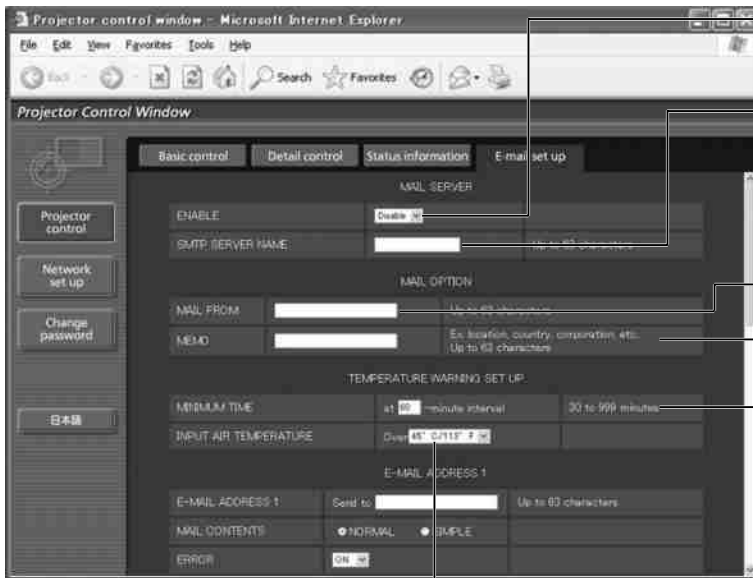 Projector control window - Microsoft Internet Explorer
File Edit View Favorites Tools Help
Back Search Favorites
Projector Control Window
Basic control Detail control Status information E-mail set up
Projector control
Network set up
Change password
日本語
MAIL SERVER
ENABLE Disable
SMTP SERVER NAME Up to 63 characters
MAIL OPTION
MAIL FROM Up to 63 characters
MEMO Ex. location, country, corporation, etc.
Up to 63 characters
TEMPERATURE WARNING SET UP
MINIMUM TIME at 60 -minute interval 30 to 999 minutes
INPUT AIR TEMPERATURE Over 45° C/113° F
E-MAIL ADDRESS 1
E-MAIL ADDRESS 1 Send to Up to 63 characters
MAIL CONTENTS NORMAL SIMPLE
ERROR ON